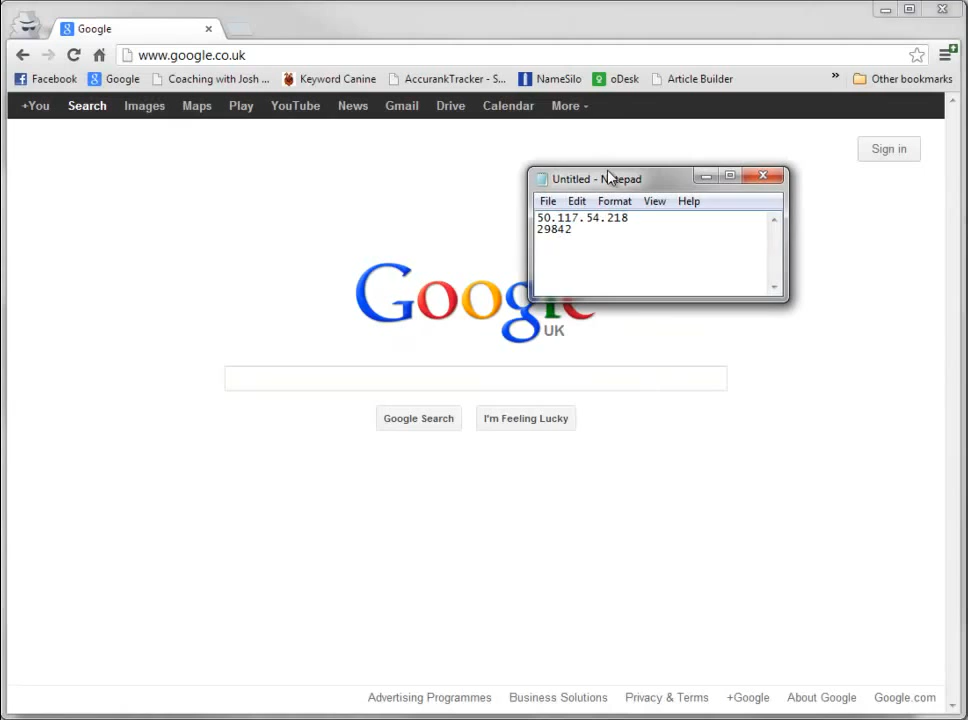 Google
www.google.co.uk
Facebook Google Coaching with Josh ... Keyword Canine AccurankTracker - S... NameSilo oDesk Article Builder » Other bookmarks
+You Search Images Maps Play YouTube News Gmail Drive Calendar More
Sign in
Untitled - Notepad
File Edit Format View Help
50.117.54.218
29842
Google
UK
Google Search I'm Feeling Lucky
Advertising Programmes Business Solutions Privacy & Terms +Google About Google Google.com